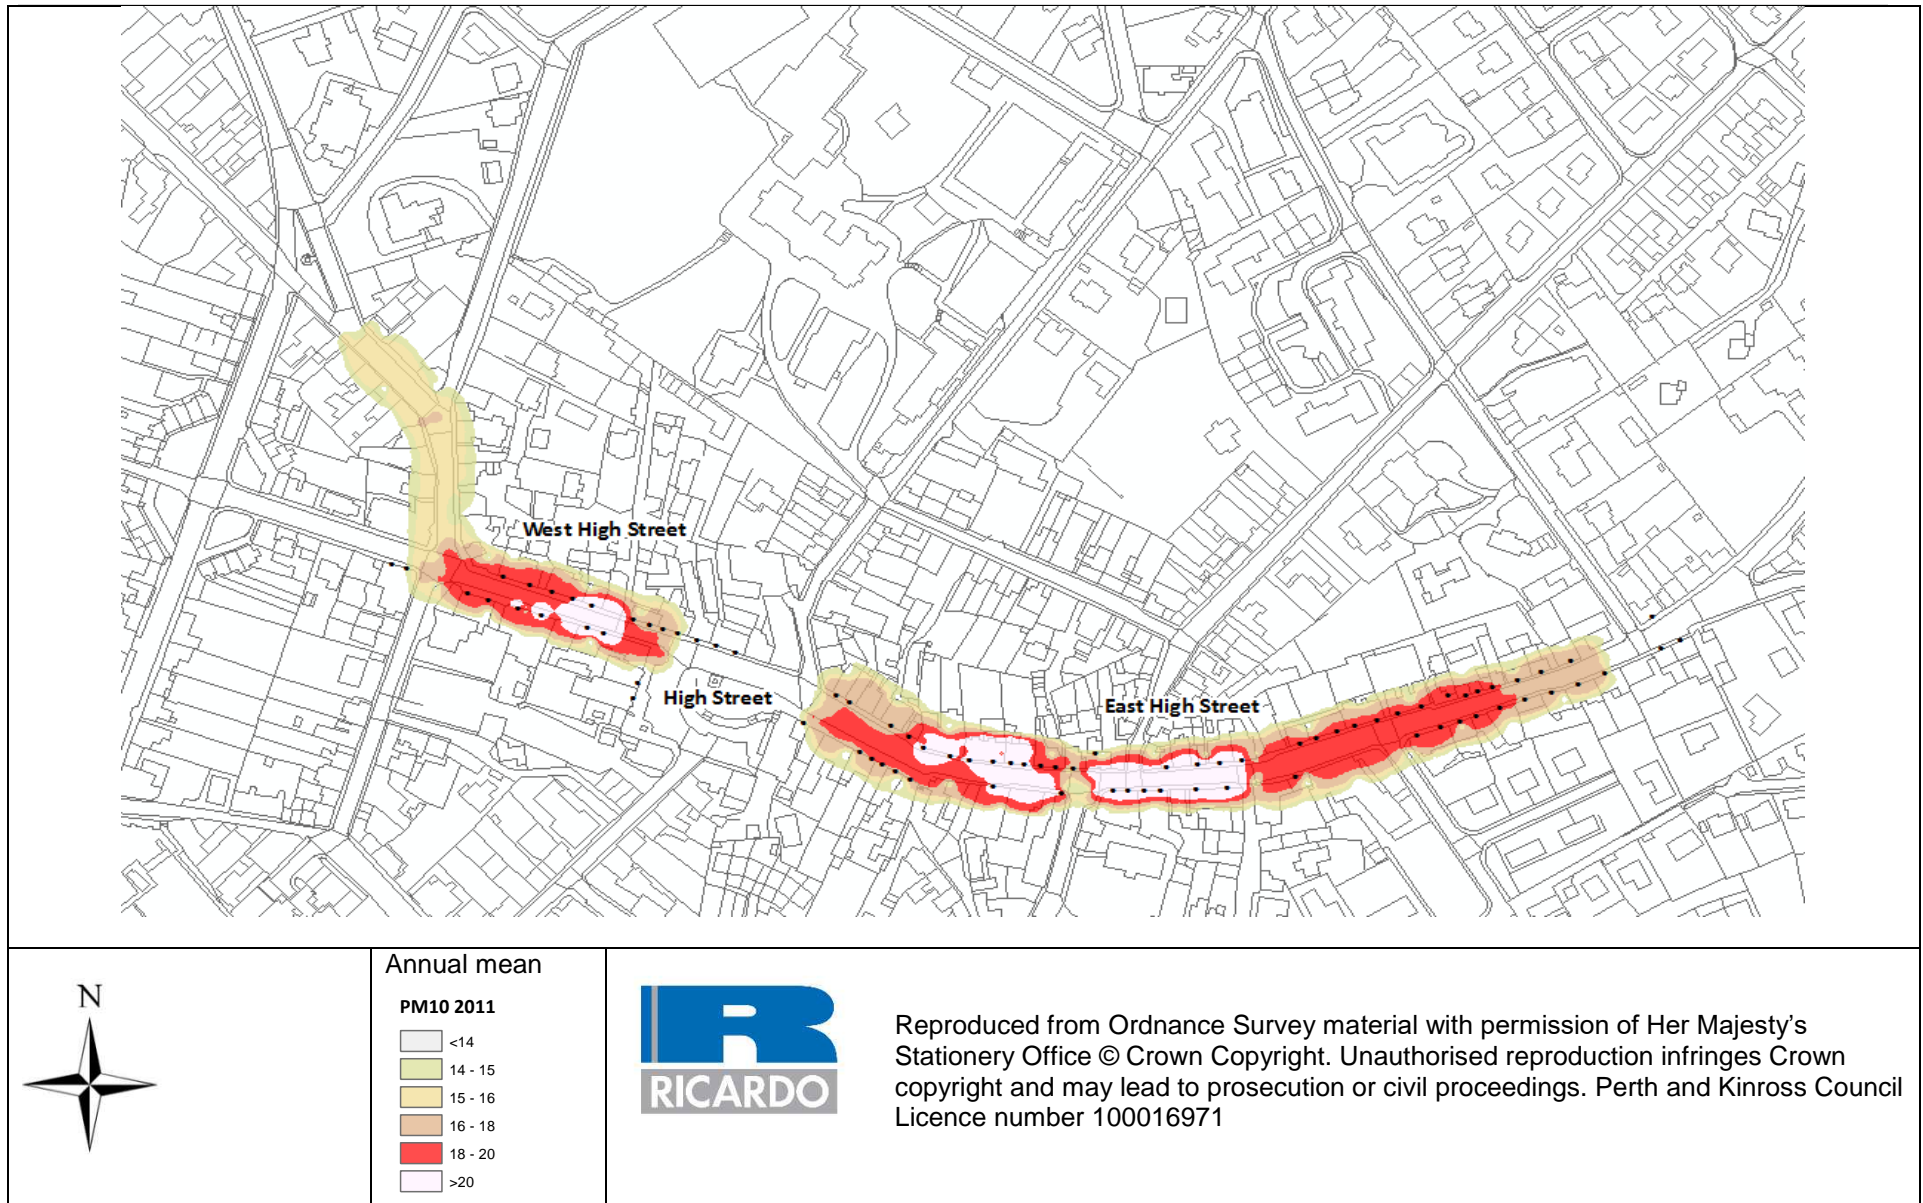 West High Street
High Street
East High Street
N
Annual mean
PM10 2011
<14
14 - 15
15 - 16
16 - 18
18 - 20
>20
R
RICARDO
Reproduced from Ordnance Survey material with permission of Her Majesty’s
Stationery Office © Crown Copyright. Unauthorised reproduction infringes Crown
copyright and may lead to prosecution or civil proceedings. Perth and Kinross Council
Licence number 100016971